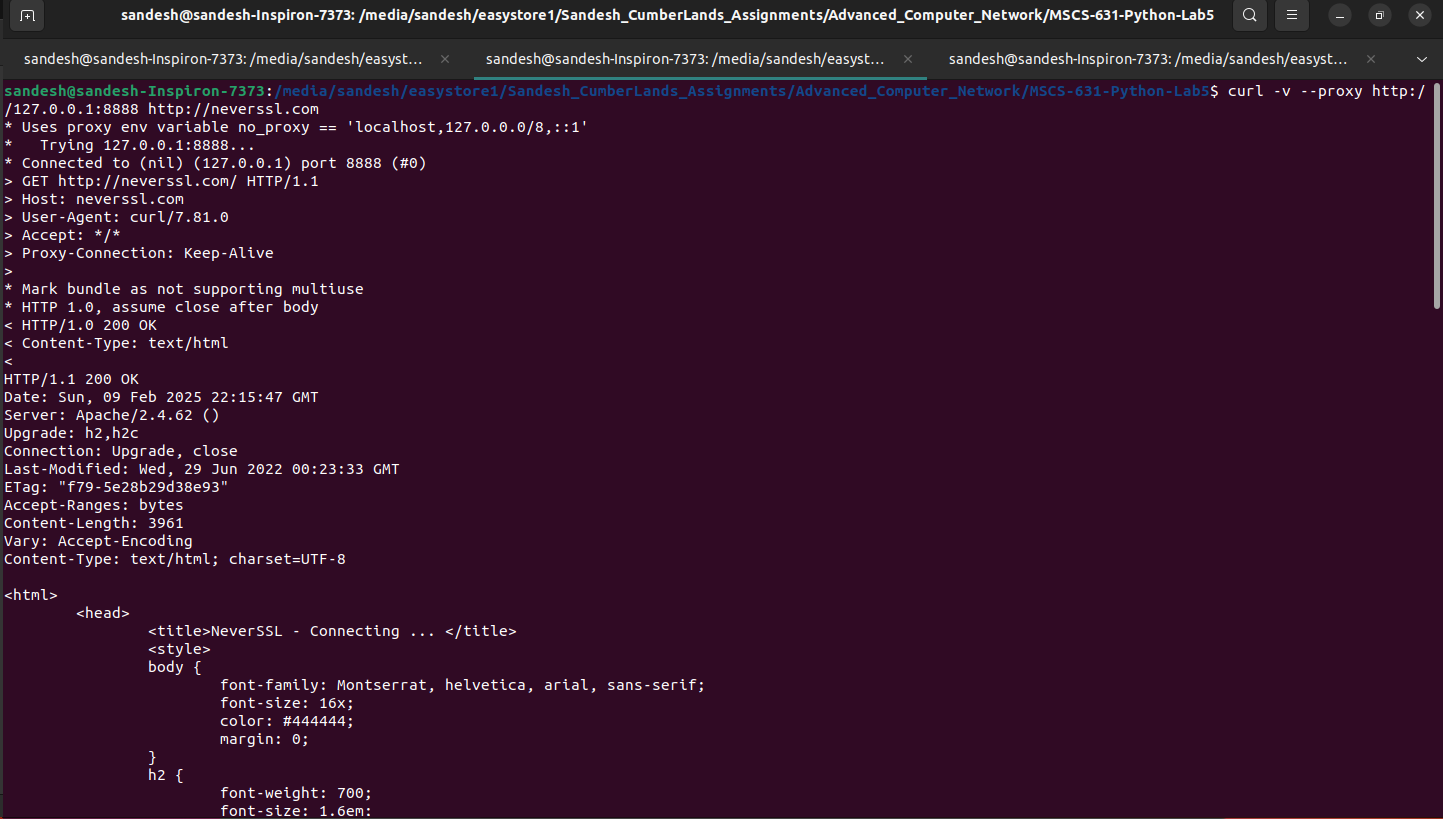 sandesh@sandesh-Inspiron-7373: /media/sandesh/easystore1/Sandesh_CumberLands_Assignments/Advanced_Computer_Network/MSCS-631-Python-Lab5
sandesh@sandesh-Inspiron-7373: /media/sandesh/easyst... × sandesh@sandesh-Inspiron-7373: /media/sandesh/easyst... × sandesh@sandesh-Inspiron-7373: /media/sandesh/easyst... ×
sandesh@sandesh-Inspiron-7373:/media/sandesh/easystore1/Sandesh_CumberLands_Assignments/Advanced_Computer_Network/MSCS-631-Python-Lab5$ curl -v --proxy http:/
/127.0.0.1:8888 http://neverssl.com
* Uses proxy env variable no_proxy == 'localhost,127.0.0.0/8,::1'
*   Trying 127.0.0.1:8888...
* Connected to (nil) (127.0.0.1) port 8888 (#0)
> GET http://neverssl.com/ HTTP/1.1
> Host: neverssl.com
> User-Agent: curl/7.81.0
> Accept: */*
> Proxy-Connection: Keep-Alive
>
* Mark bundle as not supporting multiuse
* HTTP 1.0, assume close after body
< HTTP/1.0 200 OK
< Content-Type: text/html
<
HTTP/1.1 200 OK
Date: Sun, 09 Feb 2025 22:15:47 GMT
Server: Apache/2.4.62 ()
Upgrade: h2,h2c
Connection: Upgrade, close
Last-Modified: Wed, 29 Jun 2022 00:23:33 GMT
ETag: "f79-5e28b29d38e93"
Accept-Ranges: bytes
Content-Length: 3961
Vary: Accept-Encoding
Content-Type: text/html; charset=UTF-8

<html>
        <head>
                <title>NeverSSL - Connecting ... </title>
                <style>
                body {
                        font-family: Montserrat, helvetica, arial, sans-serif;
                        font-size: 16x;
                        color: #444444;
                        margin: 0;
                }
                h2 {
                        font-weight: 700;
                        font-size: 1.6em;